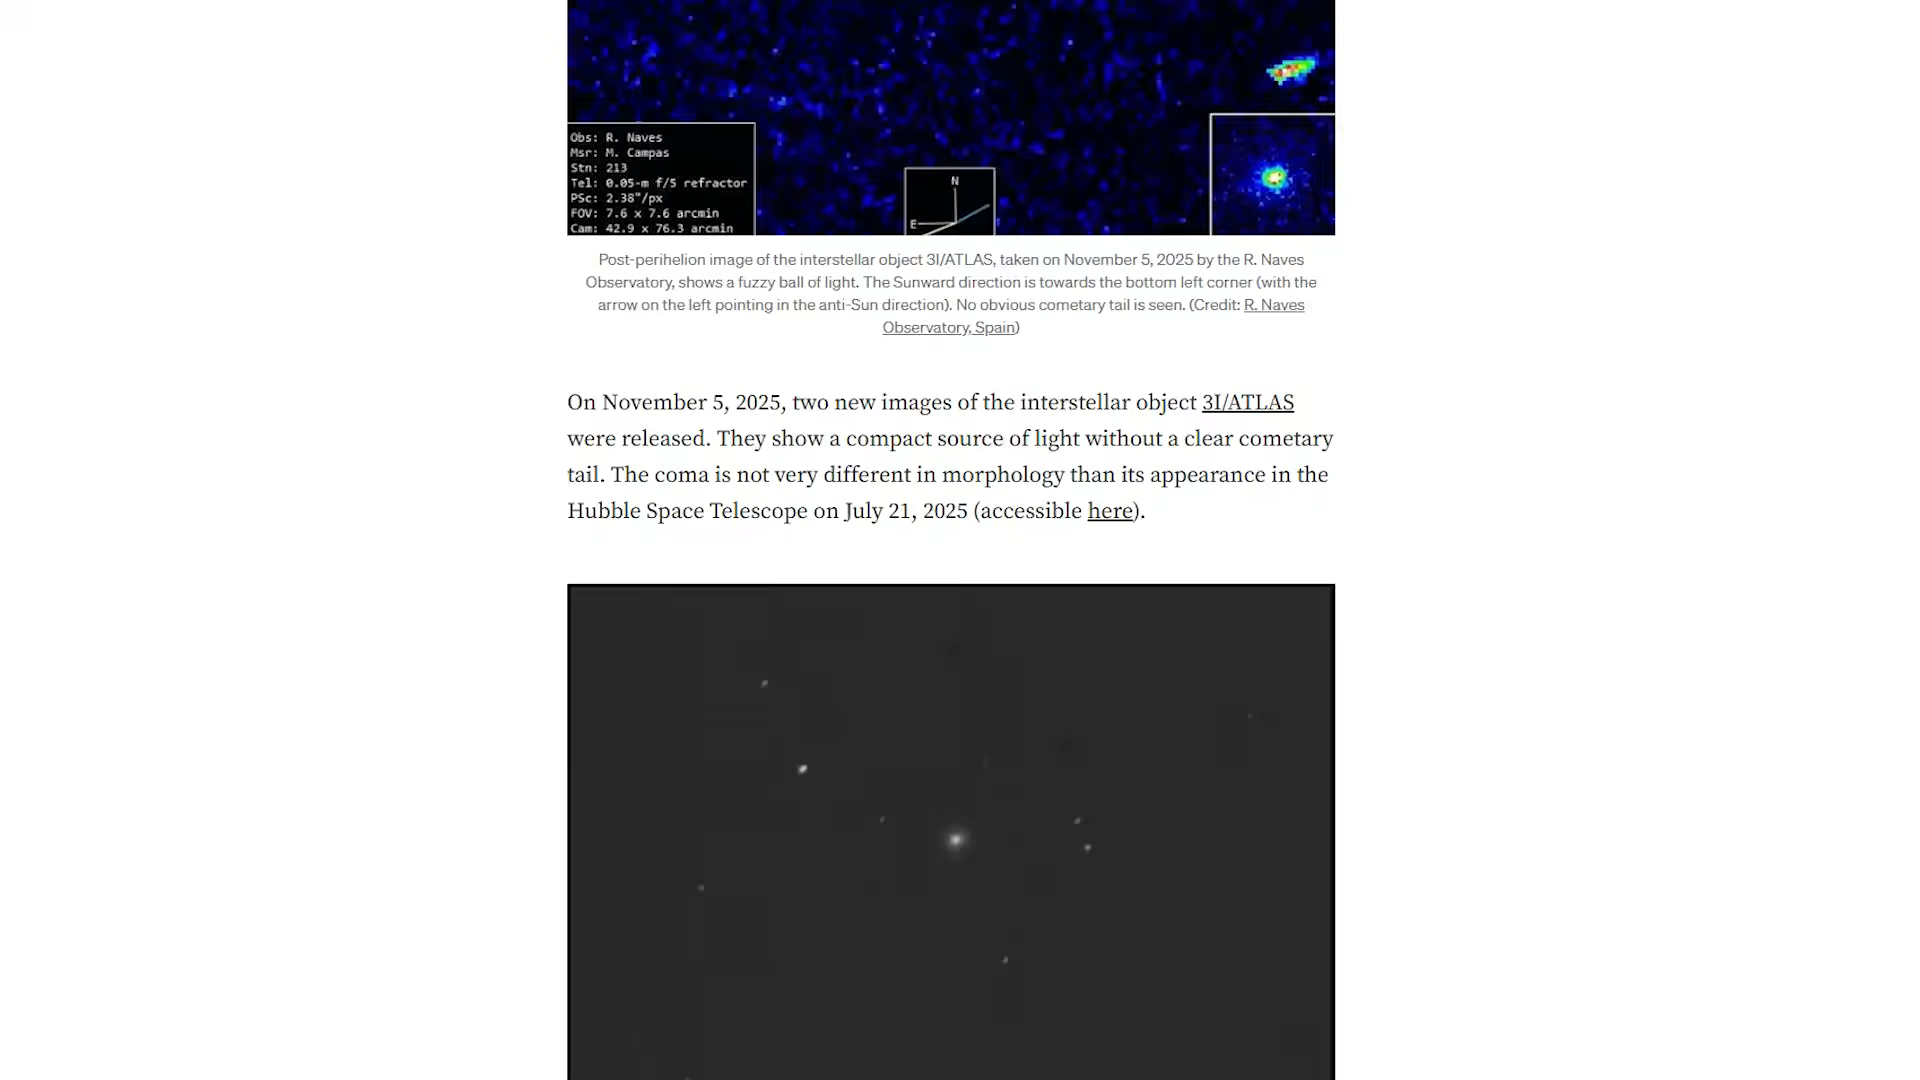 Obs: R. Naves
Msr: M. Campas
Stn: 213
Tel: 0.05-m f/5 refractor
PSc: 2.38"/px
FOV: 7.6 x 7.6 arcmin
Cam: 42.9 x 76.3 arcmin
N
E
Post-perihelion image of the interstellar object 3I/ATLAS, taken on November 5, 2025 by the R. Naves
Observatory, shows a fuzzy ball of light. The Sunward direction is towards the bottom left corner (with the
arrow on the left pointing in the anti-Sun direction). No obvious cometary tail is seen. (Credit: R. Naves
Observatory, Spain)
On November 5, 2025, two new images of the interstellar object 3I/ATLAS
were released. They show a compact source of light without a clear cometary
tail. The coma is not very different in morphology than its appearance in the
Hubble Space Telescope on July 21, 2025 (accessible here).